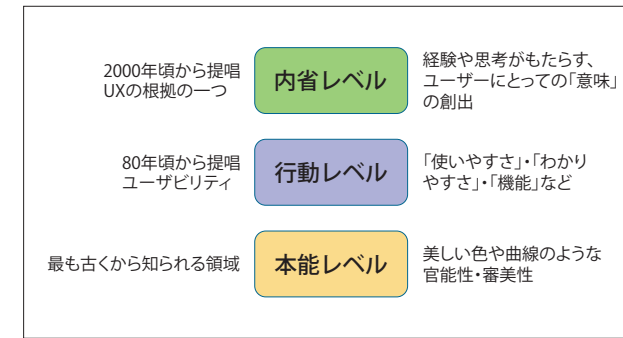 2000年頃から提唱
UXの根拠の一つ
内省レベル
経験や思考がもたらす、
ユーザーにとっての「意味」
の創出
80年頃から提唱
ユーザビリティ
行動レベル
「使いやすさ」・「わかり
やすさ」・「機能」など
最も古くから知られる領域
本能レベル
美しい色や曲線のような
官能性・審美性